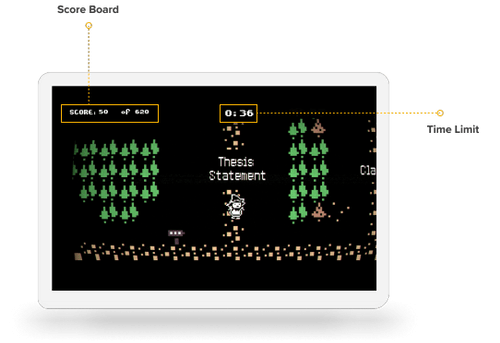 Score Board
SCORE: 50 of 620
0:36
Time Limit
Thesis
Statement
Cla